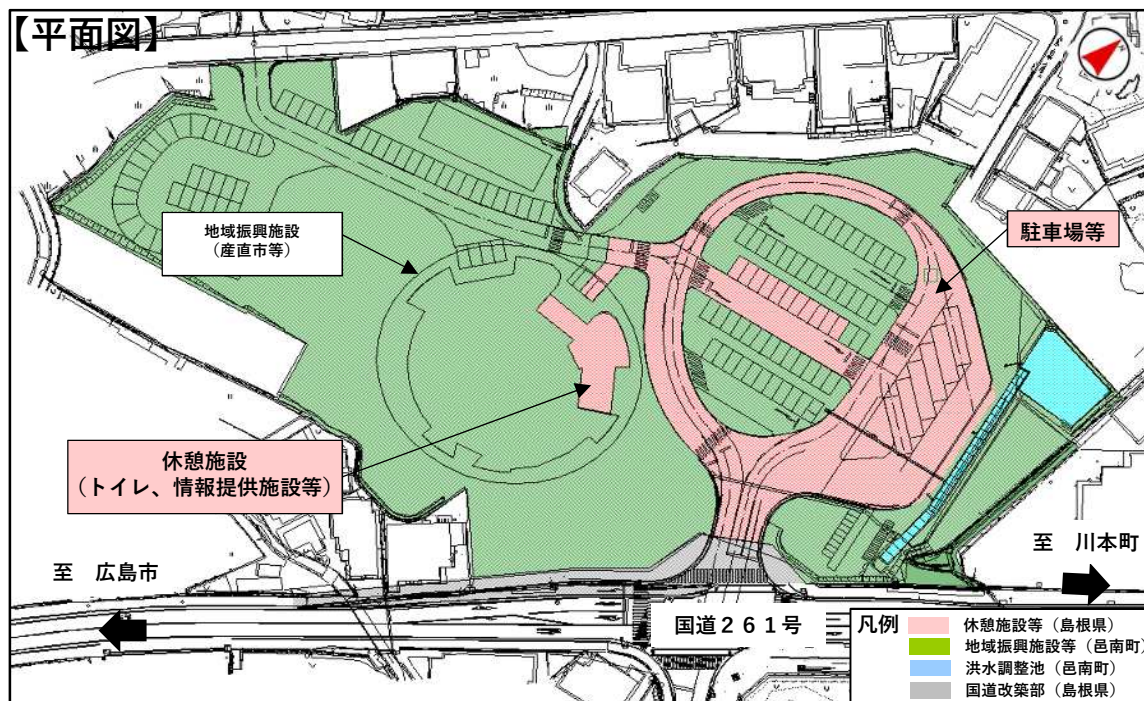 【平面図】
地域振興施設
（産直市等）
駐車場等
休憩施設
（トイレ、情報提供施設等）
至　広島市
至　川本町
国道２６１号
凡例
休憩施設等（島根県）
地域振興施設等（邑南町）
洪水調整池（邑南町）
国道改築部（島根県）